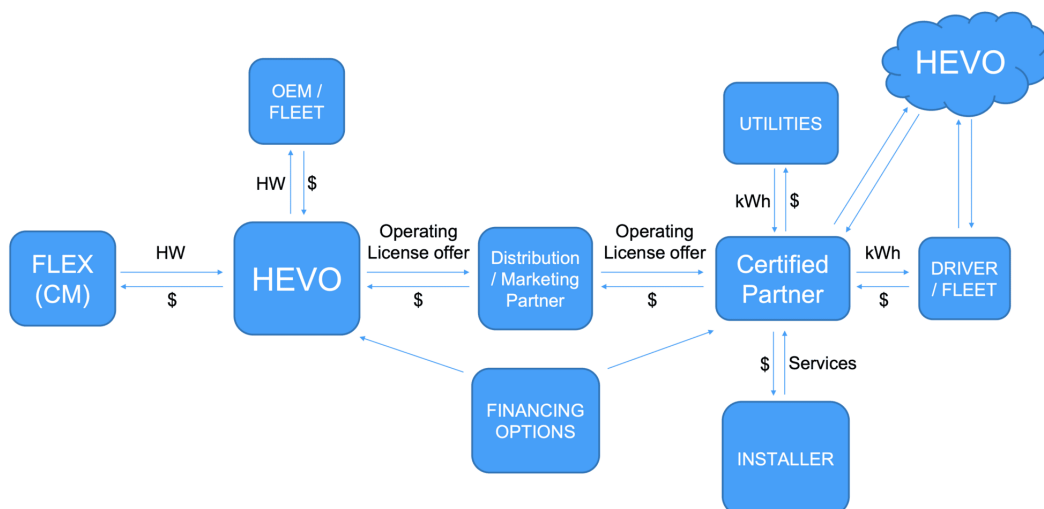 HEVO
OEM /
FLEET
UTILITIES
HW
$
kWh
$
Operating
License offer
Operating
License offer
HW
kWh
FLEX
(CM)
HEVO
Distribution
/ Marketing
Partner
Certified
Partner
DRIVER
/ FLEET
$
$
$
$
$
Services
FINANCING
OPTIONS
INSTALLER